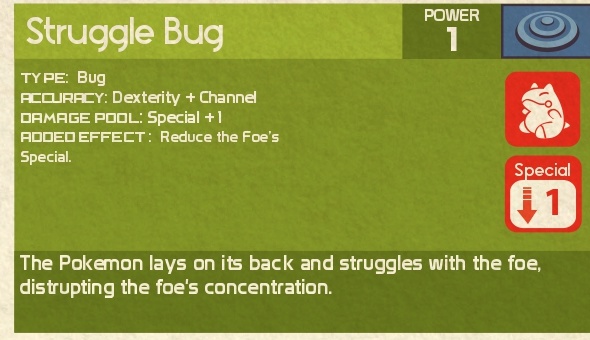 Struggle Bug
POWER
1
TYPE: Bug
ACCURACY: Dexterity + Channel
DAMAGE POOL: Special +1
ADDED EFFECT: Reduce the Foe's
Special.
Special
1
The Pokemon lays on its back and struggles with the foe,
distrupting the foe's concentration.